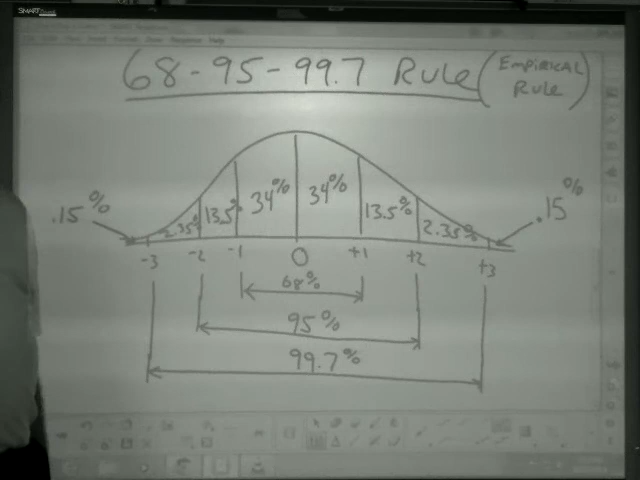 SMART
68-95-99.7 RULE (EMPIRICAL RULE)
.15% 2.35% 13.5% 34% 34% 13.5% 2.35% .15%
-3 -2 -1 0 +1 +2 +3
68%
95%
99.7%